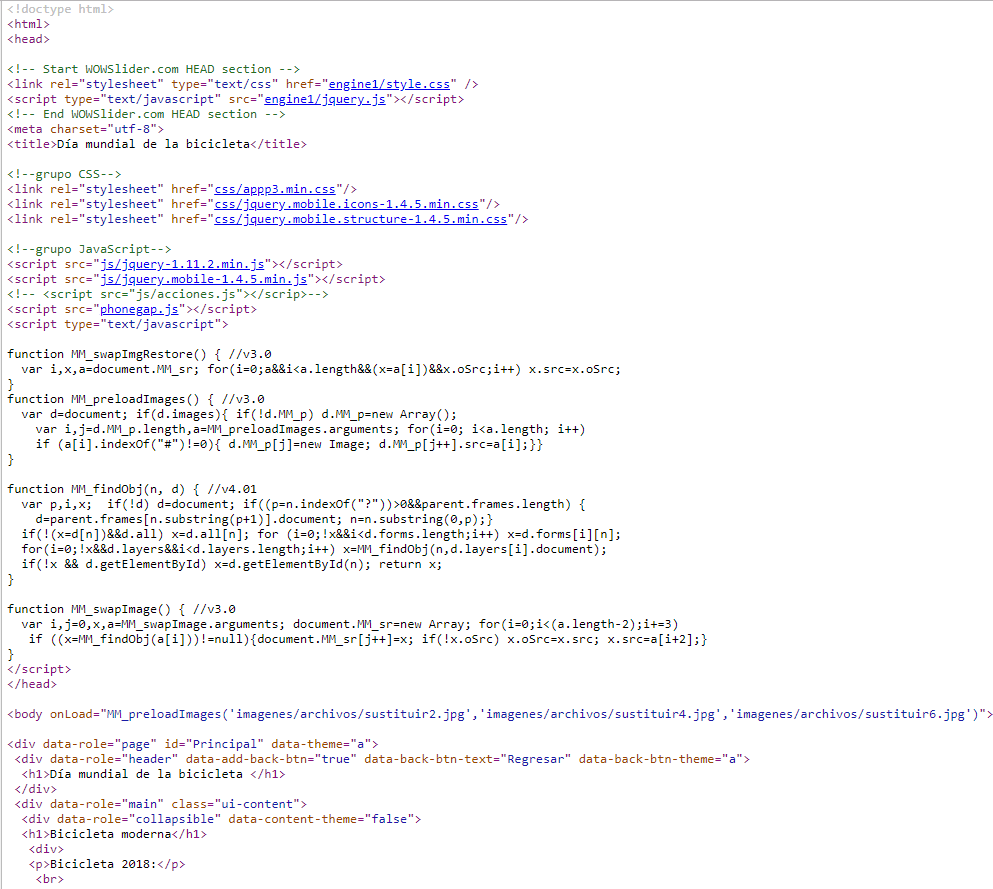 <!doctype html>
<html>
<head>

<!-- Start WOWSlider.com HEAD section -->
<link rel="stylesheet" type="text/css" href="engine1/style.css" />
<script type="text/javascript" src="engine1/jquery.js"></script>
<!-- End WOWSlider.com HEAD section -->
<meta charset="utf-8">
<title>Día mundial de la bicicleta</title>

<!--grupo CSS-->
<link rel="stylesheet" href="css/appp3.min.css"/>
<link rel="stylesheet" href="css/jquery.mobile.icons-1.4.5.min.css"/>
<link rel="stylesheet" href="css/jquery.mobile.structure-1.4.5.min.css"/>

<!--grupo JavaScript-->
<script src="js/jquery-1.11.2.min.js"></script>
<script src="js/jquery.mobile-1.4.5.min.js"></script>
<!-- <script src="js/acciones.js"></scrip>-->
<script src="phonegap.js"></script>
<script type="text/javascript">

function MM_swapImgRestore() { //v3.0
  var i,x,a=document.MM_sr; for(i=0;a&&i<a.length&&(x=a[i])&&x.oSrc;i++) x.src=x.oSrc;
}
function MM_preloadImages() { //v3.0
  var d=document; if(d.images){ if(!d.MM_p) d.MM_p=new Array();
    var i,j=d.MM_p.length,a=MM_preloadImages.arguments; for(i=0; i<a.length; i++)
    if (a[i].indexOf("#")!=0){ d.MM_p[j]=new Image; d.MM_p[j++].src=a[i];}}
}

function MM_findObj(n, d) { //v4.01
  var p,i,x;  if(!d) d=document; if((p=n.indexOf("?"))>0&&parent.frames.length) {
    d=parent.frames[n.substring(p+1)].document; n=n.substring(0,p);}
  if(!(x=d[n])&&d.all) x=d.all[n]; for (i=0;!x&&i<d.forms.length;i++) x=d.forms[i][n];
  for(i=0;!x&&d.layers&&i<d.layers.length;i++) x=MM_findObj(n,d.layers[i].document);
  if(!x && d.getElementById) x=d.getElementById(n); return x;
}

function MM_swapImage() { //v3.0
  var i,j=0,x,a=MM_swapImage.arguments; document.MM_sr=new Array; for(i=0;i<(a.length-2);i+=3)
   if ((x=MM_findObj(a[i]))!=null){document.MM_sr[j++]=x; if(!x.oSrc) x.oSrc=x.src; x.src=a[i+2];}
}
</script>
</head>

<body onLoad="MM_preloadImages('imagenes/archivos/sustituir2.jpg','imagenes/archivos/sustituir4.jpg','imagenes/archivos/sustituir6.jpg')">

<div data-role="page" id="Principal" data-theme="a">
 <div data-role="header" data-add-back-btn="true" data-back-btn-text="Regresar" data-back-btn-theme="a">
  <h1>Día mundial de la bicicleta </h1>
 </div>
 <div data-role="main" class="ui-content">
  <div data-role="collapsible" data-content-theme="false">
  <h1>Bicicleta moderna</h1>
   <div>
   <p>Bicicleta 2018:</p>
    <br>